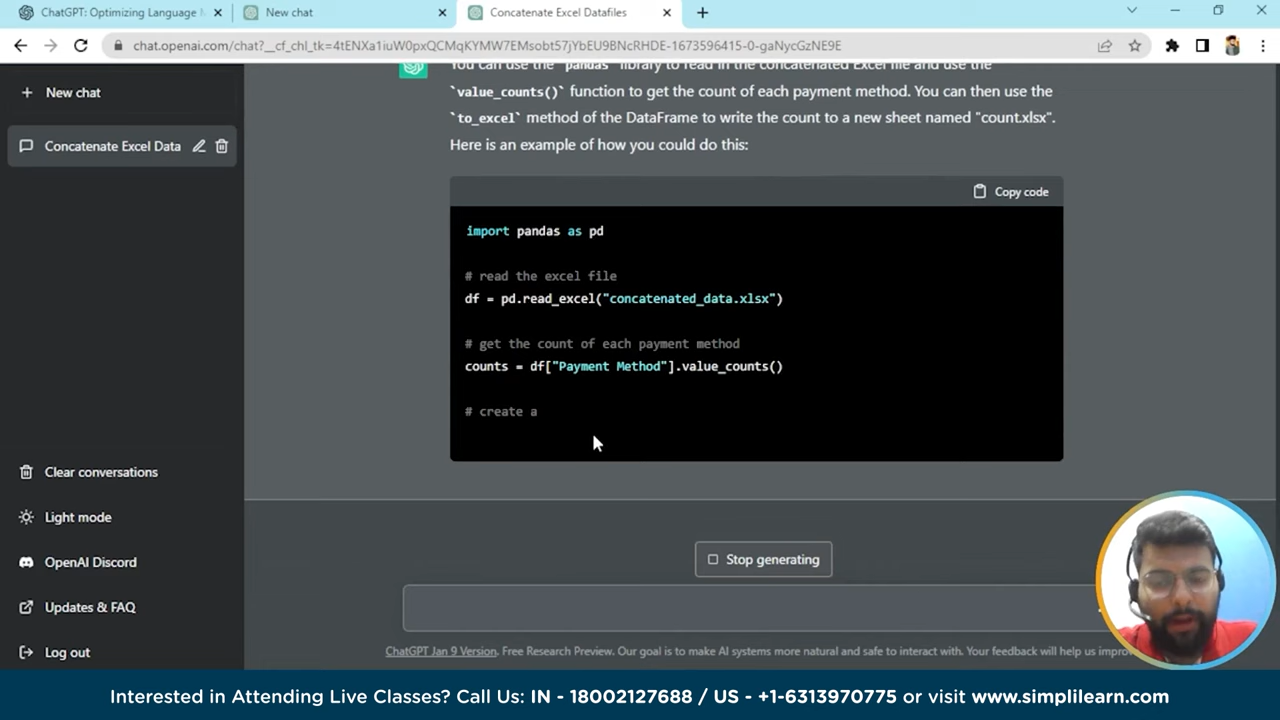 ChatGPT: Optimizing Language M
New chat
Concatenate Excel Datafiles
chat.openai.com/chat?__cf_chl_tk=4tENXa1iuW0pxQCMqKYMW7EMsobt57jYbEU9BNcRHDE-1673596415-0-gaNycGzNE9E
New chat
Concatenate Excel Data
Clear conversations
Light mode
OpenAI Discord
Updates & FAQ
Log out
You can use the `pandas` library to read in the concatenated Excel file and use the
`value_counts()` function to get the count of each payment method. You can then use the
`to_excel` method of the DataFrame to write the count to a new sheet named "count.xlsx".
Here is an example of how you could do this:
Copy code
import pandas as pd
# read the excel file
df = pd.read_excel("concatenated_data.xlsx")
# get the count of each payment method
counts = df["Payment Method"].value_counts()
# create a
Stop generating
ChatGPT Jan 9 Version. Free Research Preview. Our goal is to make AI systems more natural and safe to interact with. Your feedback will help us
Interested in Attending Live Classes? Call Us: IN - 18002127688 / US - +1-6313970775 or visit www.simplilearn.com